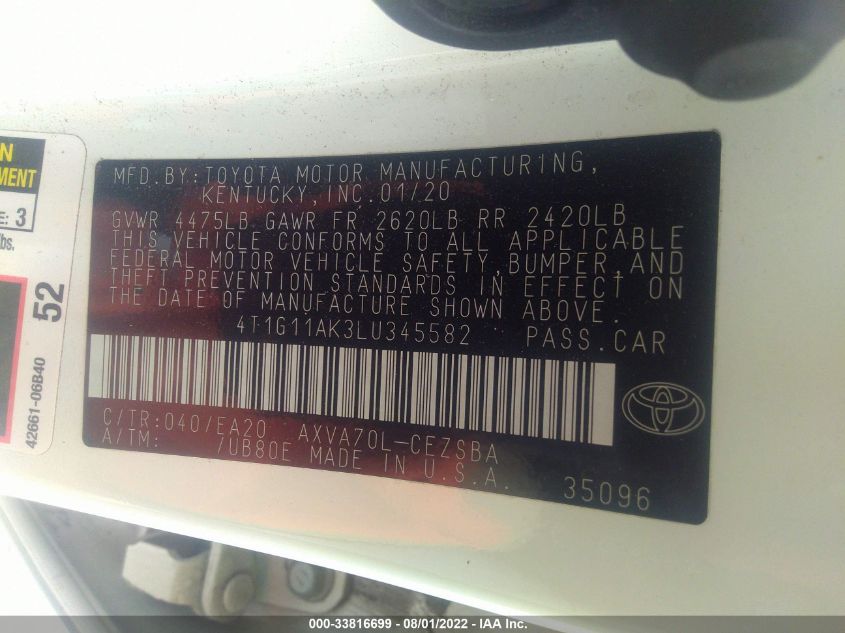 MFD.BY:TOYOTA MOTOR MANUFACTURING,
KENTUCKY, INC.01/20
GVWR 4475LB GAWR FR 2620LB RR 2420LB
THIS VEHICLE CONFORMS TO ALL APPLICABLE
FEDERAL MOTOR VEHICLE SAFETY,BUMPER,AND
THEFT PREVENTION STANDARDS IN EFFECT ON
THE DATE OF MANUFACTURE SHOWN ABOVE.
4T1G11AK3LU345582 PASS.CAR
C/TR:040/EA20 AXVA70L-CEZSBA
A/TM: /UB80E MADE IN U.S.A.
35096
N
MENT
E: 3
lbs.
52
42661-06B40
000-33816699 - 08/01/2022 - IAA Inc.